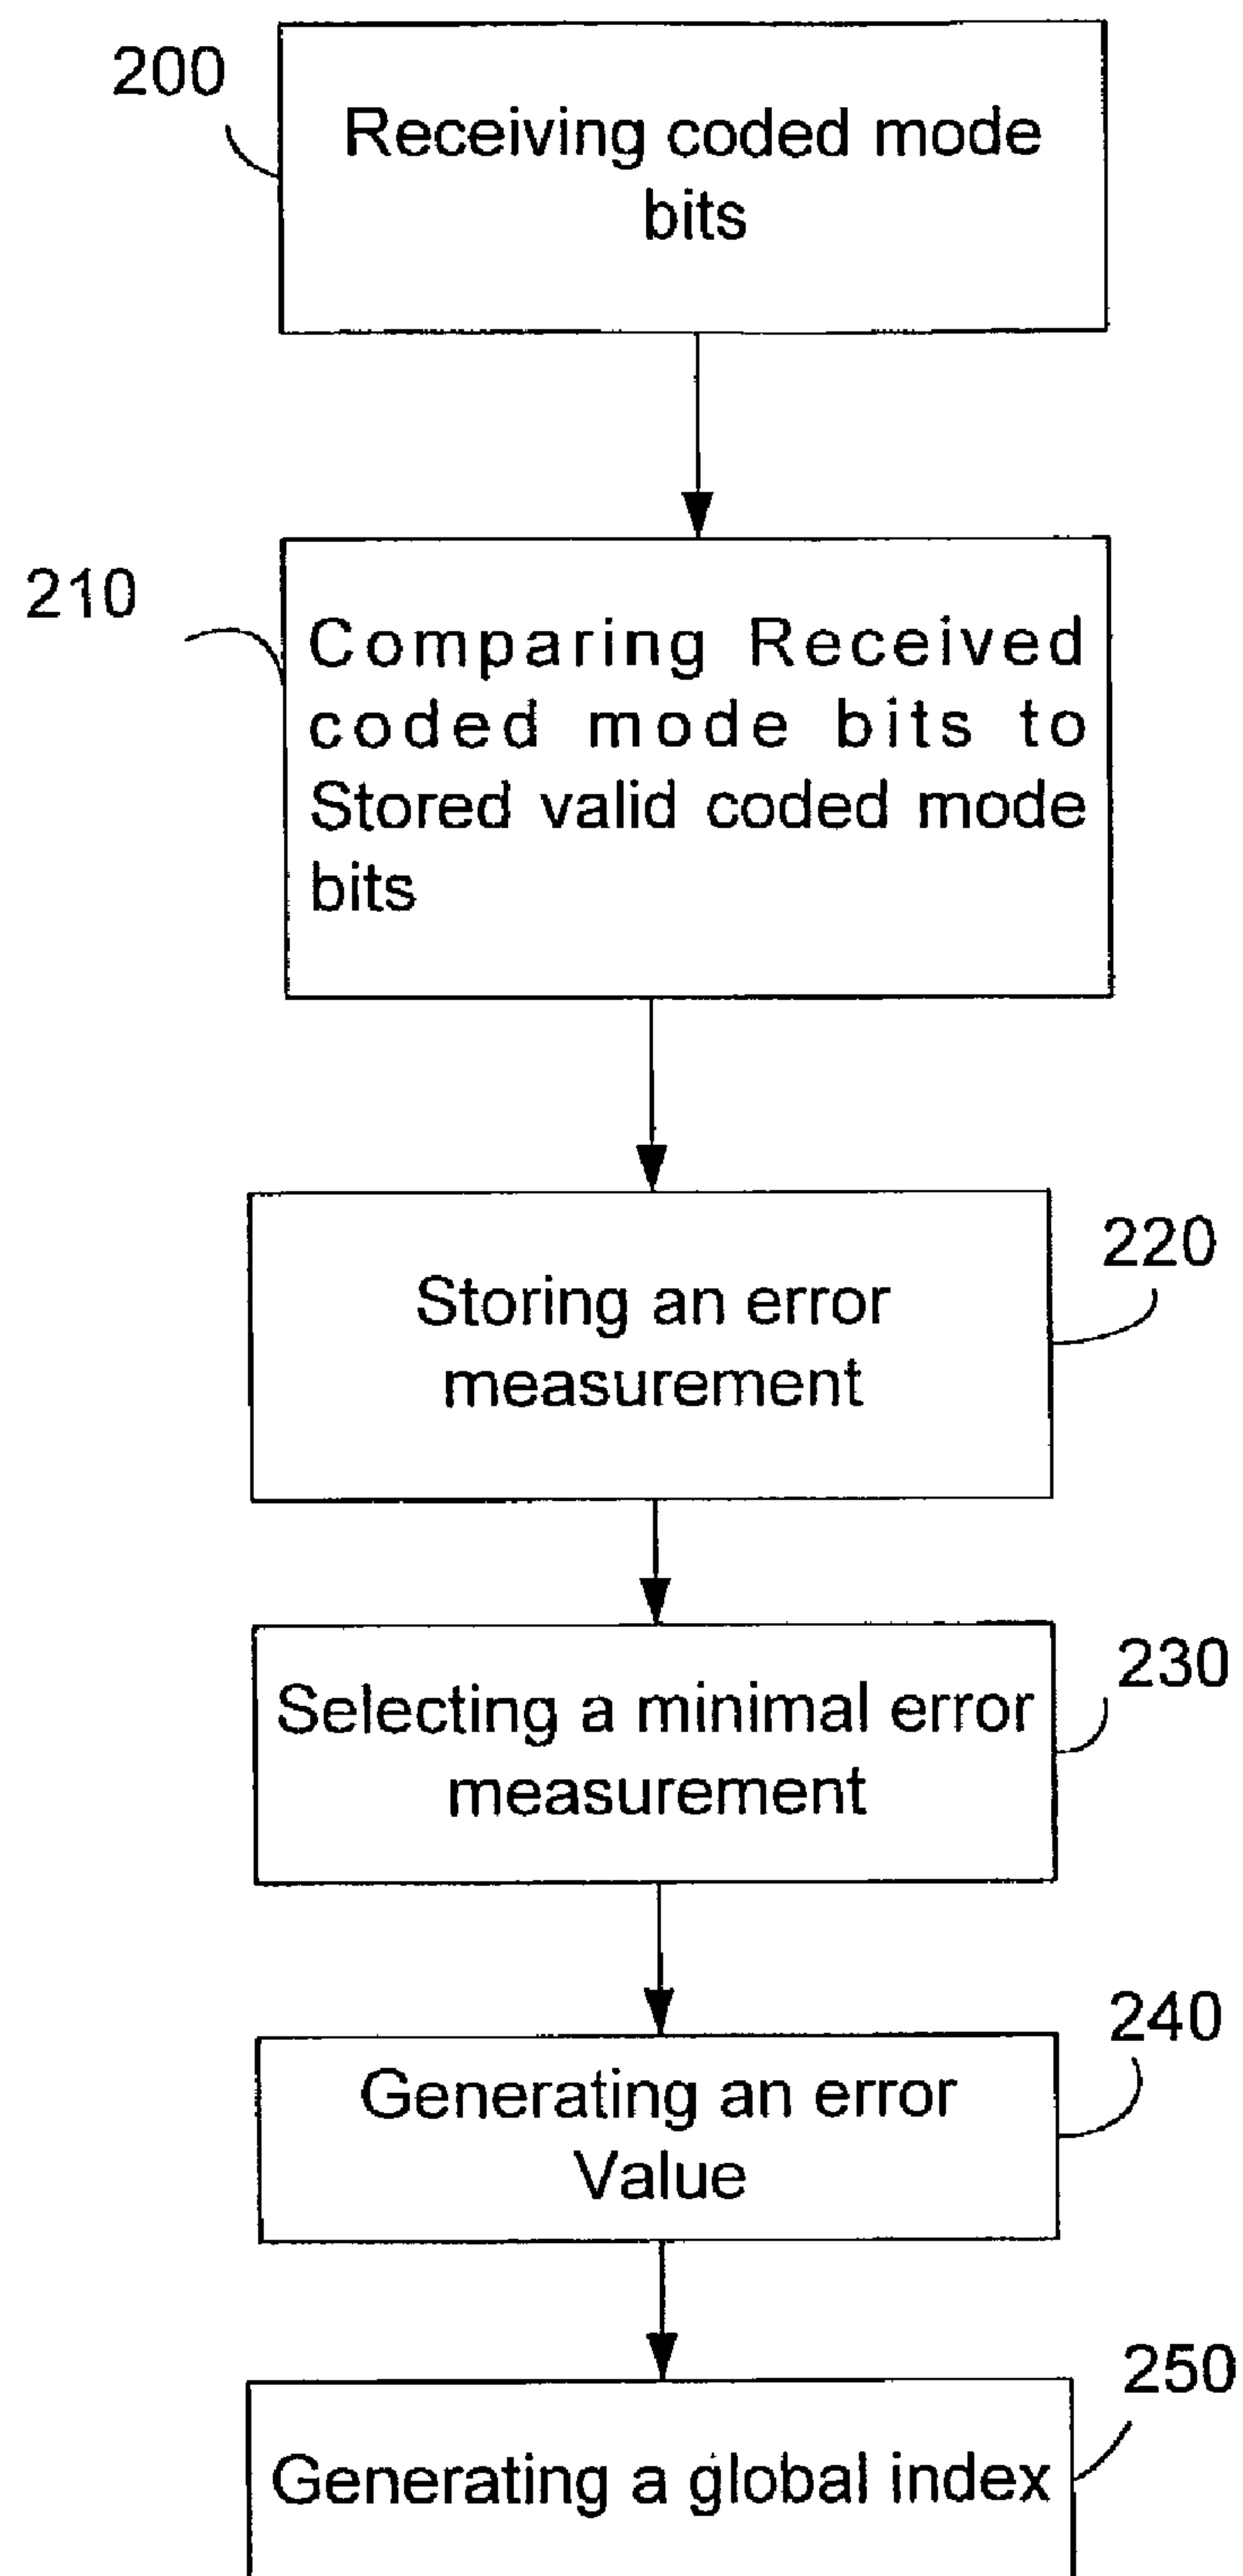 200
Receiving coded mode
bits
210
Comparing Received
coded mode bits to
Stored valid coded mode
bits
220
Storing an error
measurement
230
Selecting a minimal error
measurement
240
Generating an error
Value
250
Generating a global index